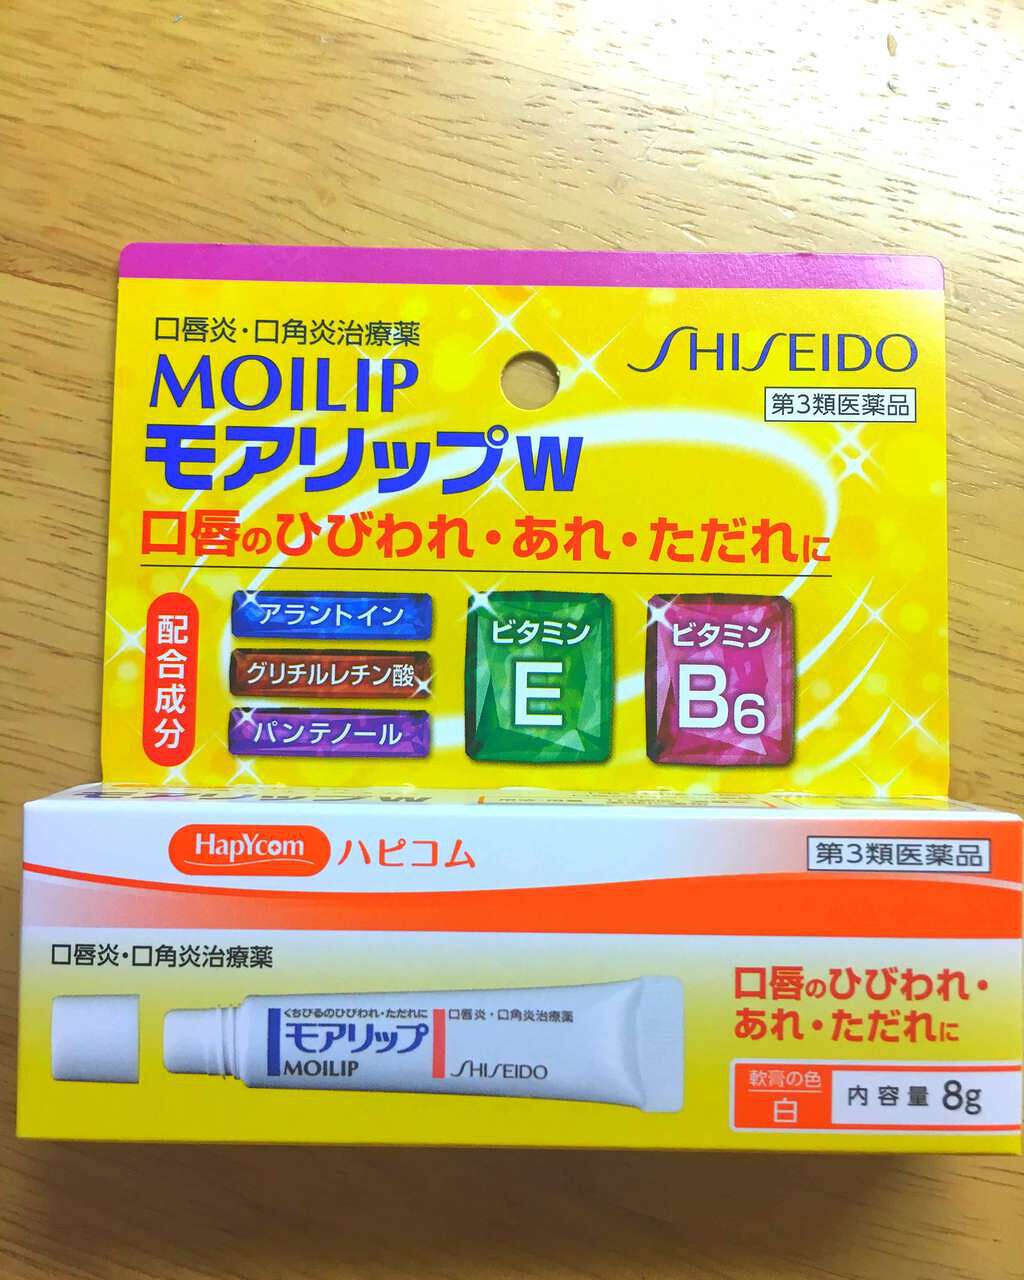 口唇炎・口角炎治療薬
MOILIP
モアリップW
SHISEIDO
第3類医薬品
口唇のひびわれ・あれ・ただれに
配合成分
アラントイン
グリチルレチン酸
パンテノール
ビタミン
E
ビタミン
B6
HapYcom ハピコム
第3類医薬品
口唇炎・口角炎治療薬
くちびるのひびわれ・ただれに
モアリップ
MOILIP
口唇炎・口角炎治療薬
SHISEIDO
口唇のひびわれ・
あれ・ただれに
軟膏の色
白
内容量 8g